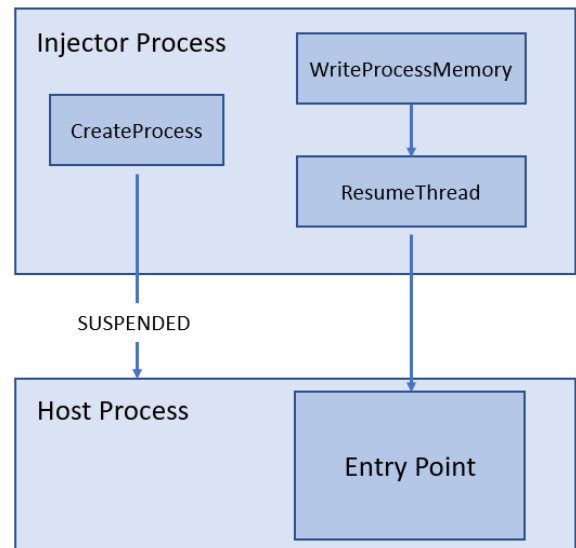 Injector Process
WriteProcessMemory
CreateProcess
ResumeThread
SUSPENDED
Host Process
Entry Point